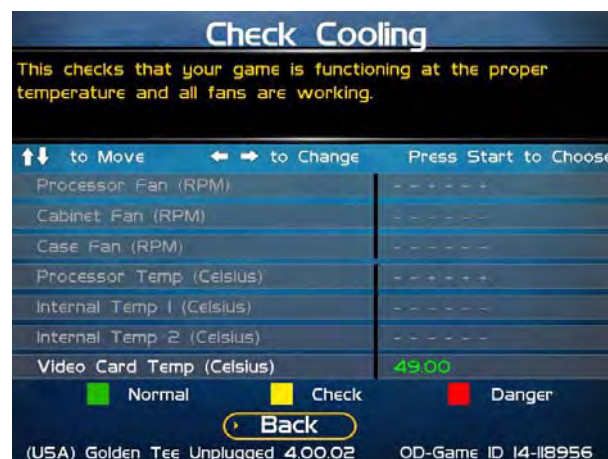 Check Cooling
This checks that your game is functioning at the proper
temperature and all fans are working.
↑↓ to Move ← → to Change Press Start to Choose
Processor Fan (RPM) - - - - - -
Cabinet Fan (RPM) - - - - - -
Case Fan (RPM) - - - - - -
Processor Temp (Celsius) - - - - - -
Internal Temp 1 (Celsius) - - - - - -
Internal Temp 2 (Celsius) - - - - - -
Video Card Temp (Celsius) 49.00
Normal Check Danger
Back
(USA) Golden Tee Unplugged 4.00.02 OD-Game ID 14-118956